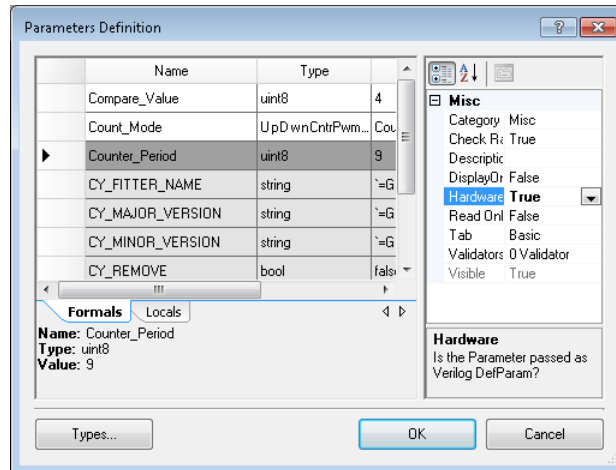 Parameters Definition
Name Type
Compare_Value uint8 4
Count_Mode UpDwnCntrPwm... Cou
Counter_Period uint8 9
CY_FITTER_NAME string `=G
CY_MAJOR_VERSION string `=G
CY_MINOR_VERSION string `=G
CY_REMOVE bool false
Formals Locals
Name: Counter_Period
Type: uint8
Value: 9
Misc
Category Misc
Check Ra True
Descriptic
DisplayOr False
Hardware True
Read Onl False
Tab Basic
Validators 0 Validator
Visible True
Hardware
Is the Parameter passed as
Verilog DefParam?
Types... OK Cancel